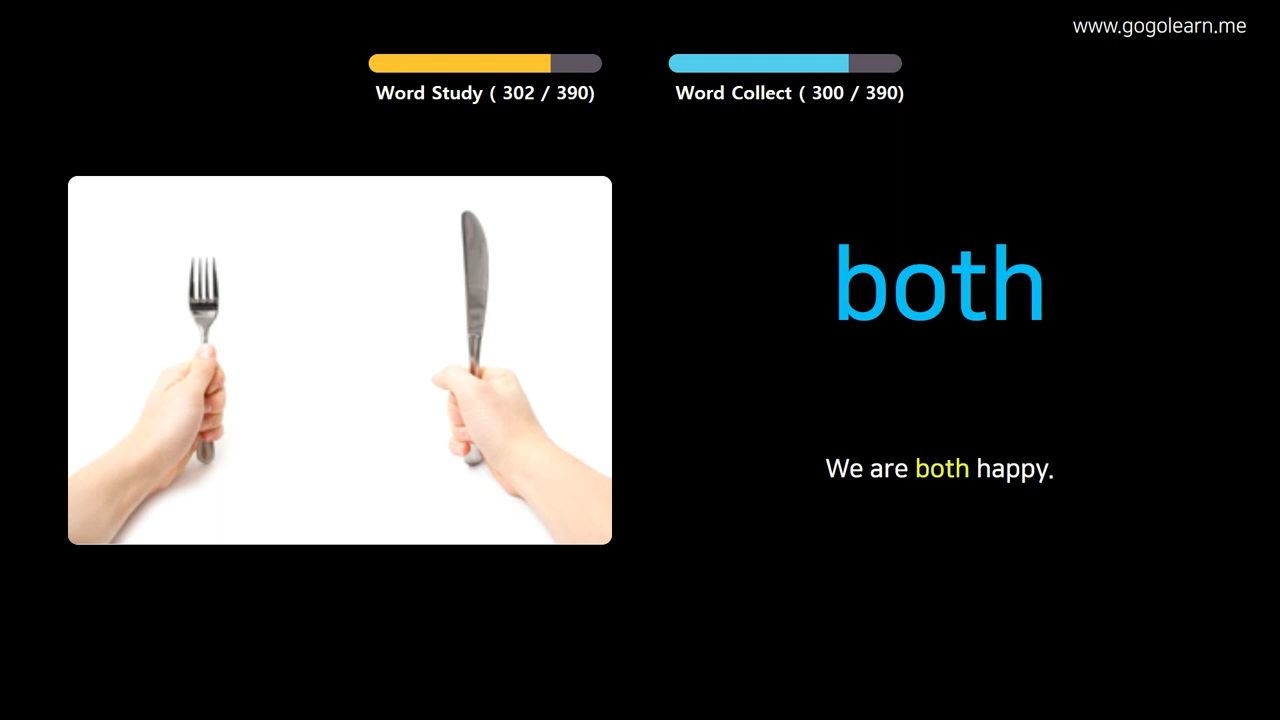 www.gogolearn.me
Word Study ( 302 / 390)
Word Collect ( 300 / 390)
both
We are both happy.